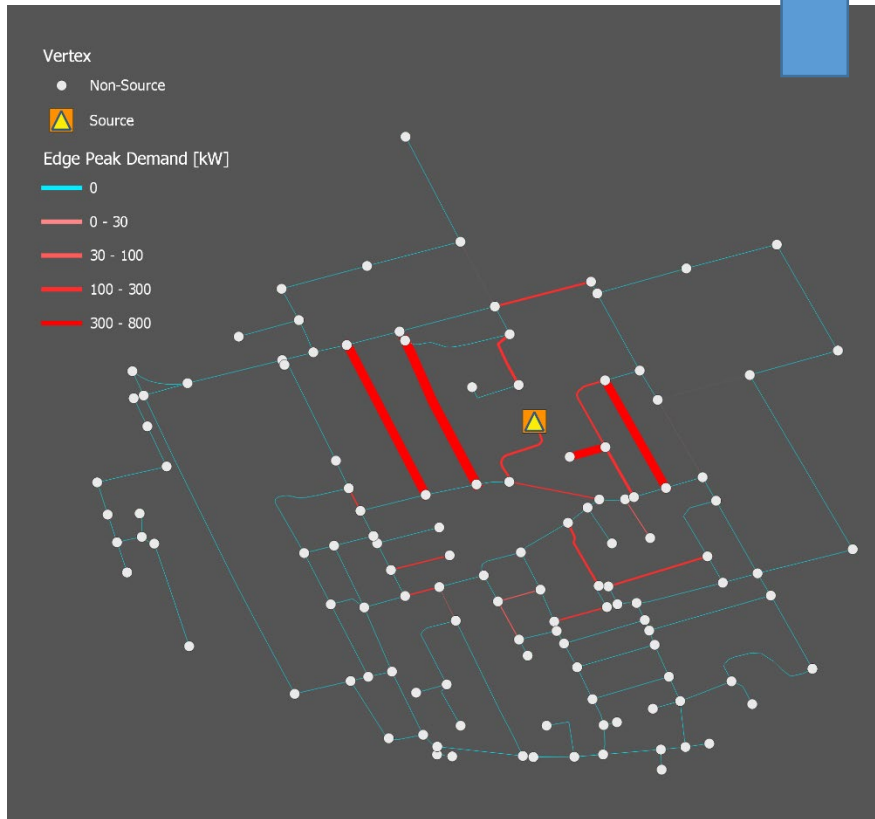 Vertex
Non-Source
Source
Edge Peak Demand [kW]
0
0 - 30
30 - 100
100 - 300
300 - 800